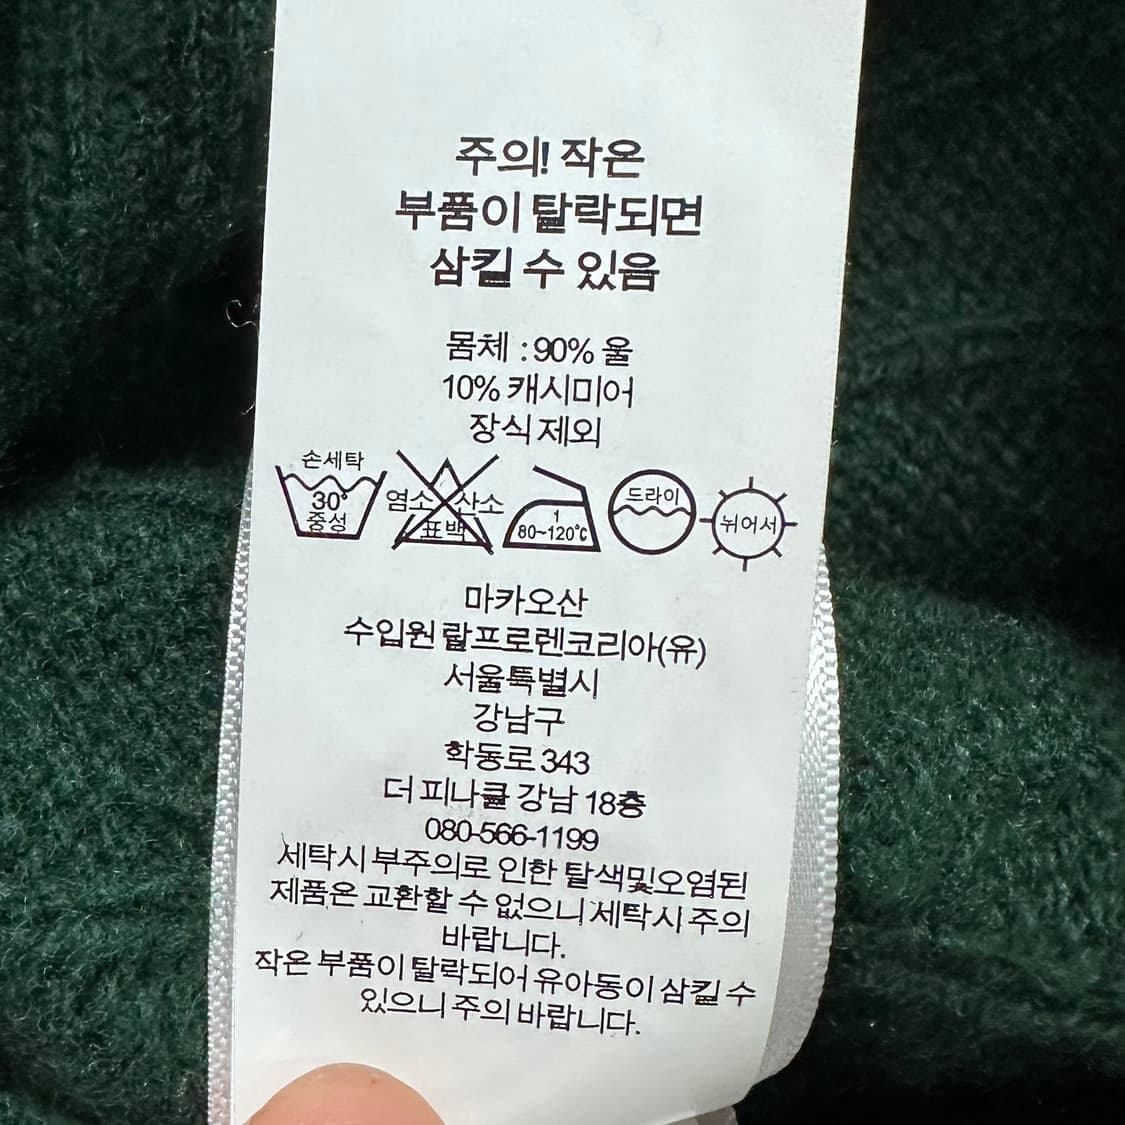 주의! 작은
부품이 탈락되면
삼킬 수 있음
몸체 : 90% 울
10% 캐시미어
장식 제외
손세탁
30°
중성
염소 산소
표백
1
80~120℃
드라이
뉘어서
마카오산
수입원 랄프로렌코리아(유)
서울특별시
강남구
학동로 343
더 피나클 강남 18층
080-566-1199
세탁시 부주의로 인한 탈색및오염된
제품은 교환할 수 없으니 세탁시 주의
바랍니다.
작은 부품이 탈락되어 유아동이 삼킬 수
있으니 주의 바랍니다.